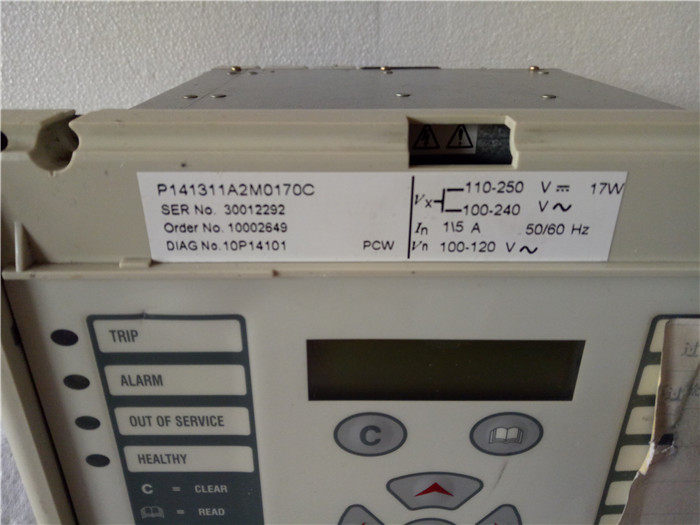 P141311A2M0170C
SER No. 30012292
Order No. 10002649
DIAG No. 10P14101 PCW
Vx 110-250 V 17W
100-240 V
In 1\5 A 50/60 Hz
Vn 100-120 V
TRIP
ALARM
OUT OF SERVICE
HEALTHY
C = CLEAR
= READ
C